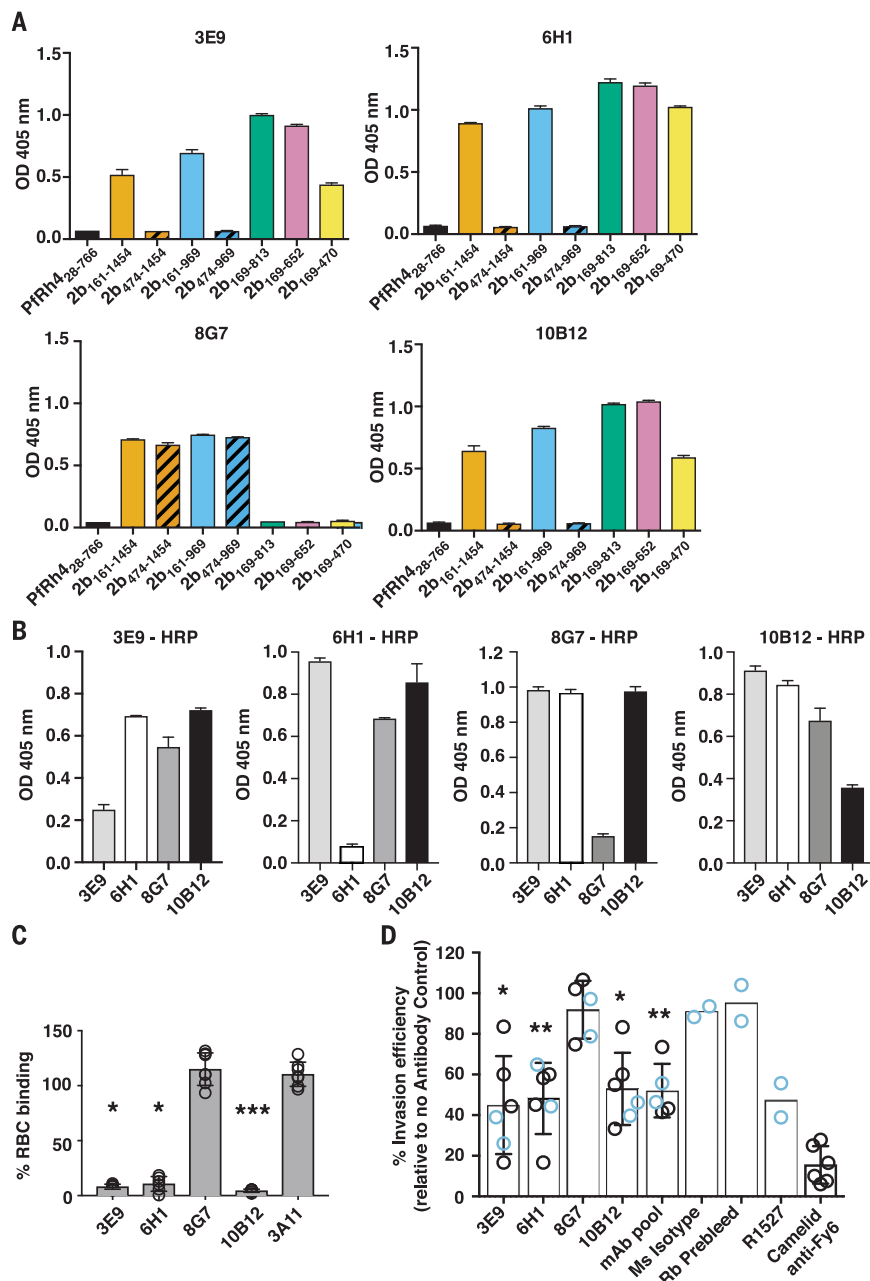 A
3E9
OD 405 nm
1.5
1.0
0.5
0.0
PfRh428-766
2b161-1454
2b474-1454
2b161-969
2b474-969
2b169-813
2b169-652
2b169-470
6H1
OD 405 nm
1.5
1.0
0.5
0.0
PfRh428-766
2b161-1454
2b474-1454
2b161-969
2b474-969
2b169-813
2b169-652
2b169-470
8G7
OD 405 nm
1.5
1.0
0.5
0.0
PfRh428-766
2b161-1454
2b474-1454
2b161-969
2b474-969
2b169-813
2b169-652
2b169-470
10B12
OD 405 nm
1.5
1.0
0.5
0.0
PfRh428-766
2b161-1454
2b474-1454
2b161-969
2b474-969
2b169-813
2b169-652
2b169-470
B
3E9 - HRP
OD 405 nm
1.0
0.8
0.6
0.4
0.2
0.0
3E9
6H1
8G7
10B12
6H1 - HRP
OD 405 nm
1.0
0.8
0.6
0.4
0.2
0.0
3E9
6H1
8G7
10B12
8G7 - HRP
OD 405 nm
1.0
0.8
0.6
0.4
0.2
0.0
3E9
6H1
8G7
10B12
10B12 - HRP
OD 405 nm
1.0
0.8
0.6
0.4
0.2
0.0
3E9
6H1
8G7
10B12
C
% RBC binding
150
100
50
0
*
*
***
3E9
6H1
8G7
10B12
3A11
D
% Invasion efficiency
(relative to no Antibody Control)
120
100
80
60
40
20
0
*
**
*
**
3E9
6H1
8G7
10B12
mAb pool
Ms Isotype
Rb Prebleed
R1527
Camelid
anti-Fy6